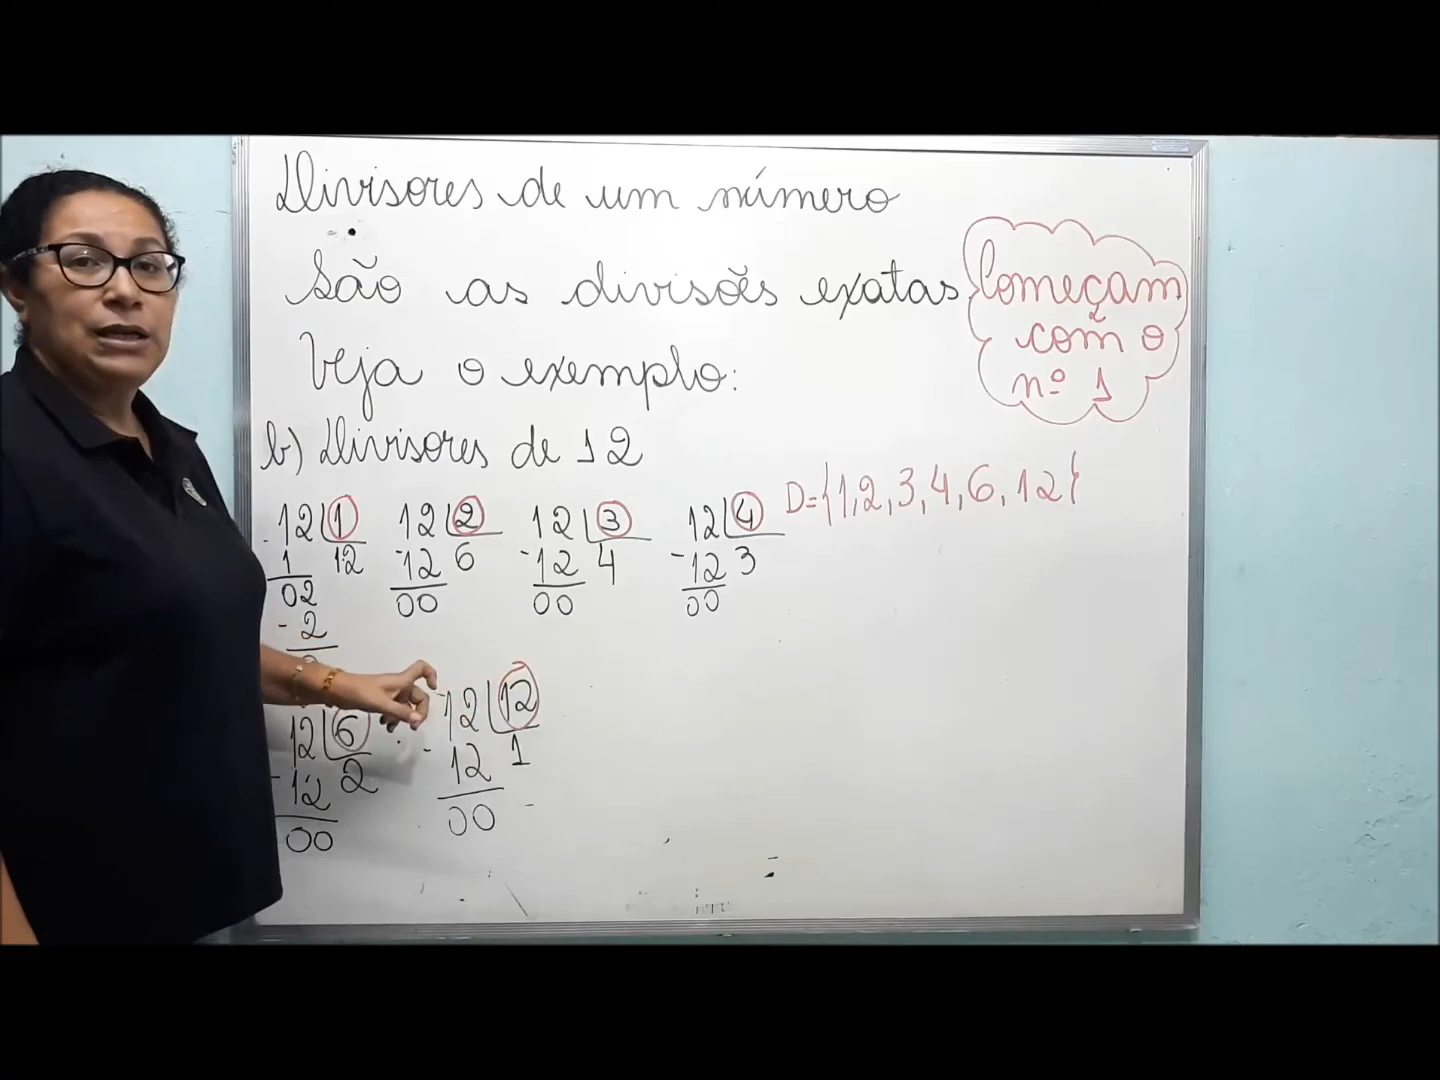 Divisores de um número
São as divisões exatas
Começam
com o
nº 1
Veja o exemplo:
b) Divisores de 12
D={1,2,3,4,6,12}
12 1 12 2 12 3 12 4
- 1 12 -12 6 -12 4 -12 3
02 00 00 00
- 2
12 6 12 12
-12 2 - 12 1
00 00